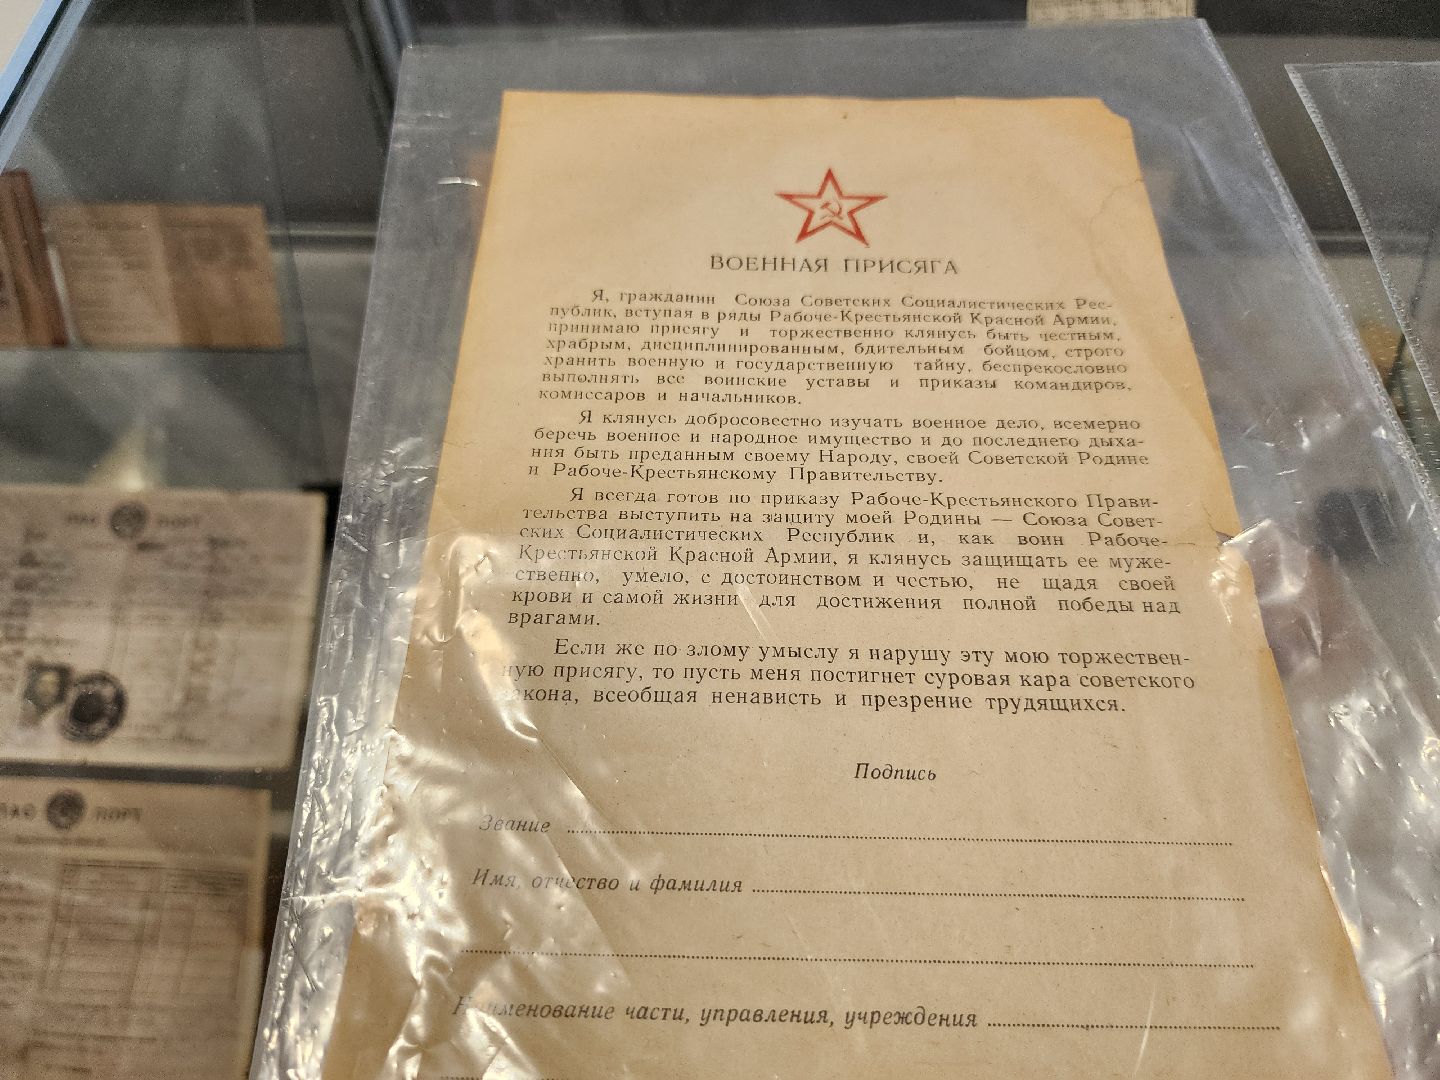 ВОЕННАЯ ПРИСЯГА
Я, гражданин Союза Советских Социалистических Рес-
публик, вступая в ряды Рабоче-Крестьянской Красной Армии,
принимаю присягу и торжественно клянусь быть честным,
храбрым, дисциплинированным, бдительным бойцом, строго
хранить военную и государственную тайну, беспрекословно
выполнять все воинские уставы и приказы командиров,
комиссаров и начальников.
Я клянусь добросовестно изучать военное дело, всемерно
беречь военное и народное имущество и до последнего дыха-
ния быть преданным своему Народу, своей Советской Родине
и Рабоче-Крестьянскому Правительству.
Я всегда готов по приказу Рабоче-Крестьянского Прави-
тельства выступить на защиту моей Родины — Союза Совет-
ских Социалистических Республик и, как воин Рабоче-
Крестьянской Красной Армии, я клянусь защищать ее муже-
ственно, умело, с достоинством и честью, не щадя своей
крови и самой жизни для достижения полной победы над
врагами.
Если же по злому умыслу я нарушу эту мою торжествен-
ную присягу, то пусть меня постигнет суровая кара советского
закона, всеобщая ненависть и презрение трудящихся.
Подпись
Звание
Имя, отчество и фамилия
Наименование части, управления, учреждения
ПАС ПОРТ
ПАС ПОРТ